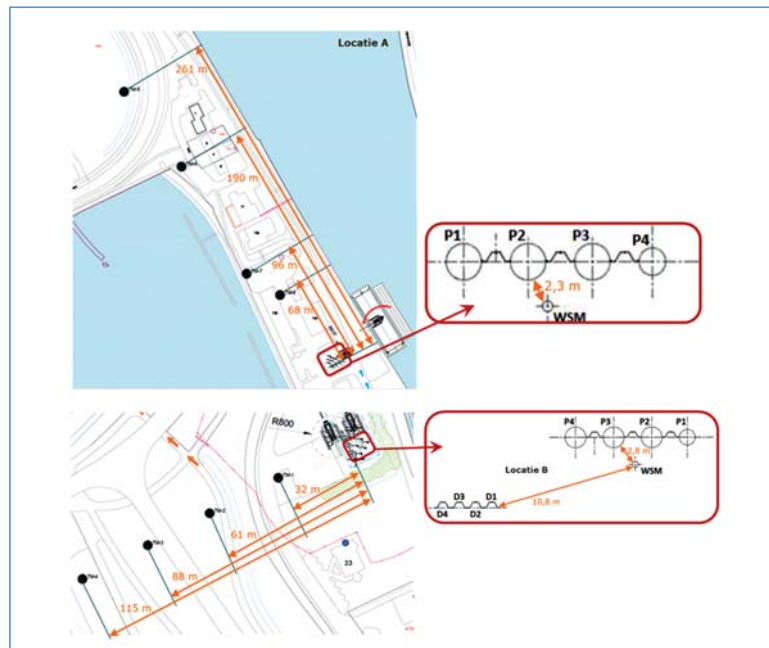 Locatie A
261 m
190 m
96 m
68 m
P1 P2 P3 P4
2,3 m
WSM
R800
32 m
61 m
88 m
115 m
23
P4 P3 P2 P1
2,8 m
WSM
Locatie B
10,8 m
D3 D1
D4 D2